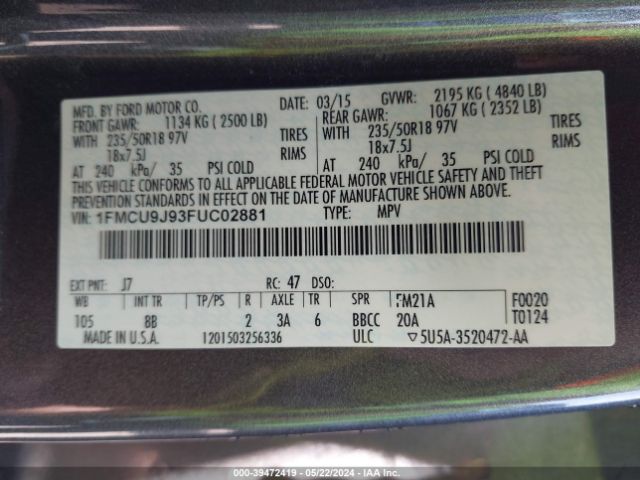 MFD. BY FORD MOTOR CO. DATE: 03/15 GVWR: 2195 KG ( 4840 LB)
FRONT GAWR: 1134 KG ( 2500 LB) REAR GAWR: 1067 KG ( 2352 LB)
WITH 235/50R18 97V TIRES WITH 235/50R18 97V TIRES
18x7.5J RIMS 18x7.5J RIMS
AT 240 kPa/ 35 PSI COLD AT 240 kPa/ 35 PSI COLD
THIS VEHICLE CONFORMS TO ALL APPLICABLE FEDERAL MOTOR VEHICLE SAFETY AND THEFT
PREVENTION STANDARDS IN EFFECT ON THE DATE OF MANUFACTURE SHOWN ABOVE.
VIN: 1FMCU9J93FUC02881 TYPE: MPV
EXT PNT: J7 RC: 47 DSO:
WB INT TR TP/PS R AXLE TR SPR FM21A F0020
105 8B 2 3A 6 BBCC 20A T0124
MADE IN U.S.A. 1201503256336 ULC ▽5U5A-3520472-AA
000-39472419 - 05/22/2024 - IAA Inc.